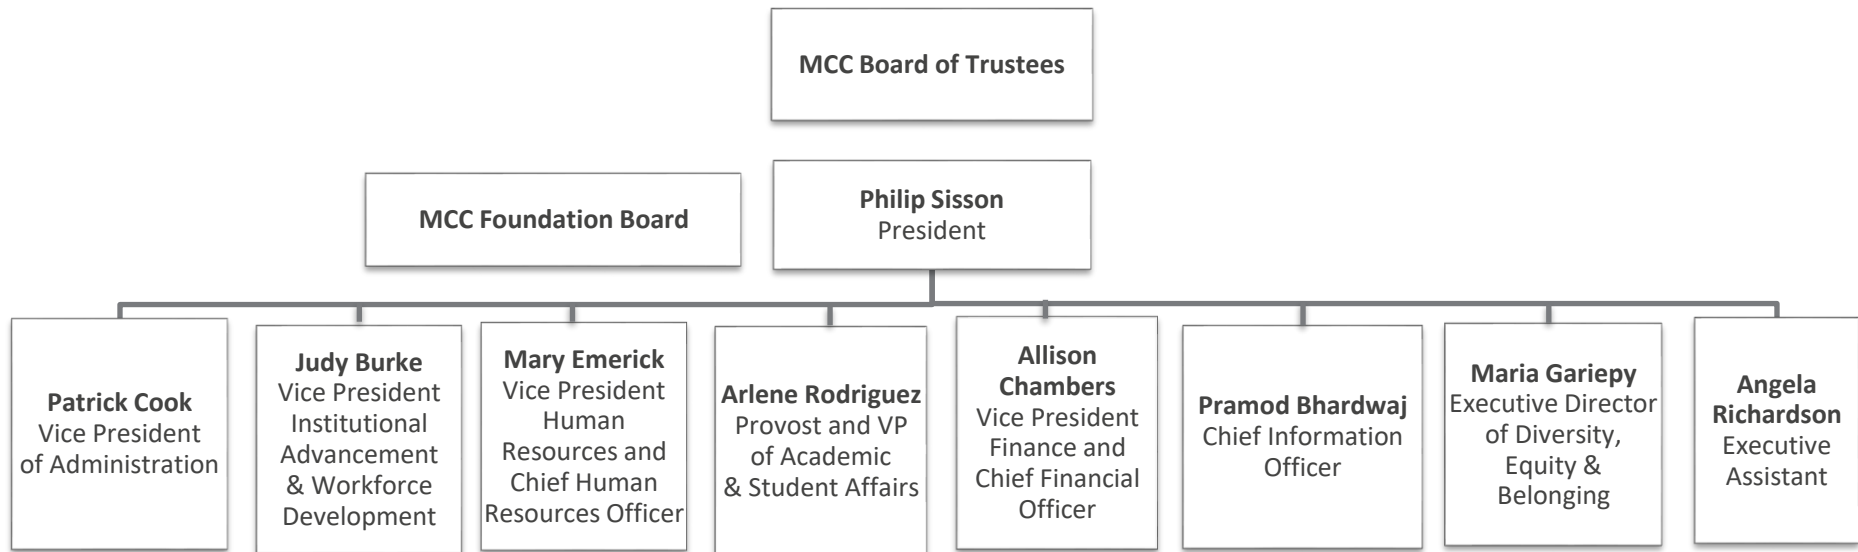 MCC Board of Trustees
MCC Foundation Board
Philip Sisson
President
Patrick Cook
Vice President
of Administration
Judy Burke
Vice President
Institutional
Advancement
& Workforce
Development
Mary Emerick
Vice President
Human
Resources and
Chief Human
Resources Officer
Arlene Rodriguez
Provost and VP
of Academic
& Student Affairs
Allison
Chambers
Vice President
Finance and
Chief Financial
Officer
Pramod Bhardwaj
Chief Information
Officer
Maria Gariepy
Executive Director
of Diversity,
Equity &
Belonging
Angela
Richardson
Executive
Assistant